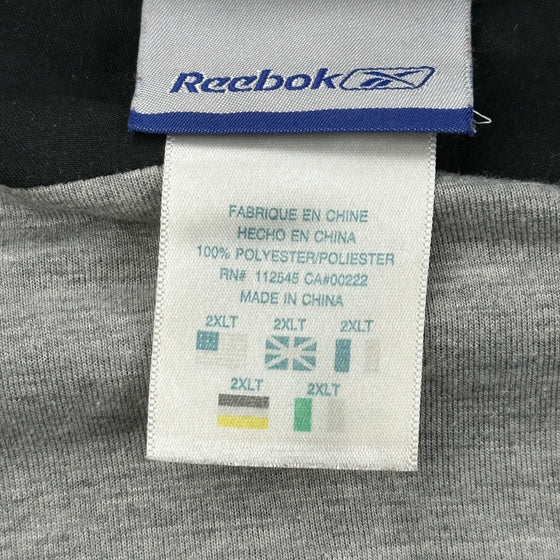 Reebok
FABRIQUE EN CHINE
HECHO EN CHINA
100% POLYESTER/POLIESTER
RN# 112545 CA#00222
MADE IN CHINA
2XLT 2XLT 2XLT
2XLT 2XLT